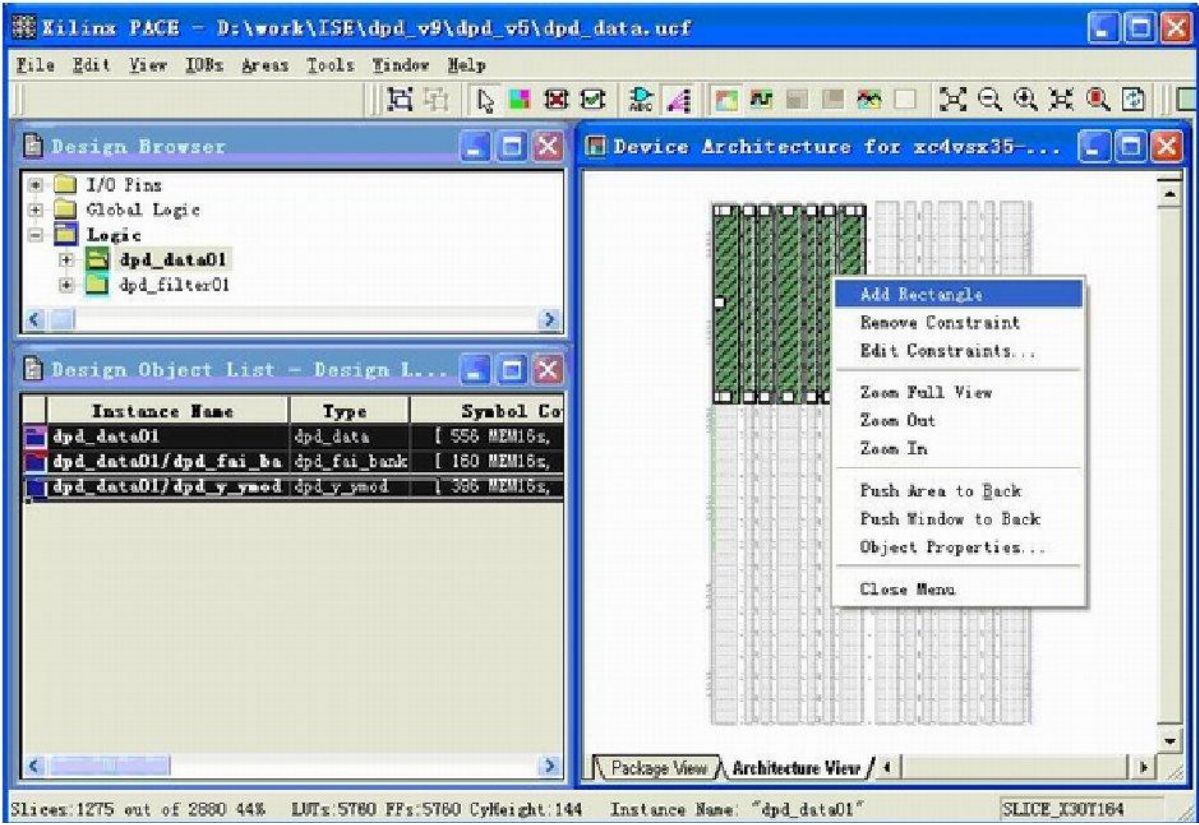 Xilinx PACE - D:\work\ISE\dpd_v9\dpd_v5\dpd_data.ucf
File Edit View IOBs Areas Tools Window Help
ABC
Design Browser
I/O Pins
Global Logic
Logic
dpd_data01
dpd_filter01
Design Object List - Design L...
Instance Name Type Symbol Co
dpd_data01 dpd_data [ 556 MEM16s,
dpd_data01/dpd_fai_ba dpd_fai_bank [ 160 MEM16s,
dpd_data01/dpd_y_ymod dpd_y_ymod [ 396 MEM16s,
Device Architecture for xc4vsx35-...
Add Rectangle
Remove Constraint
Edit Constraints...
Zoom Full View
Zoom Out
Zoom In
Push Area to Back
Push Window to Back
Object Properties...
Close Menu
Package View Architecture View
Slices:1275 out of 2880 44% LUTs:5760 FFs:5760 CyHeight:144 Instance Name: "dpd_data01" SLICE_X30Y164